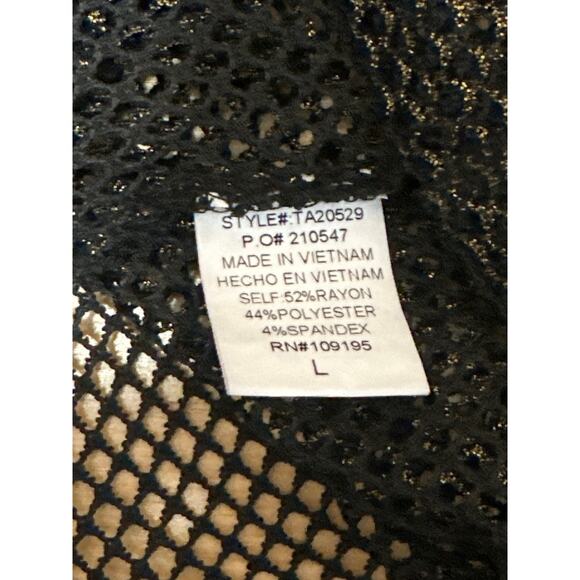 STYLE#:TA20529
P.O# 210547
MADE IN VIETNAM
HECHO EN VIETNAM
SELF:52%RAYON
44%POLYESTER
4%SPANDEX
RN#109195
L